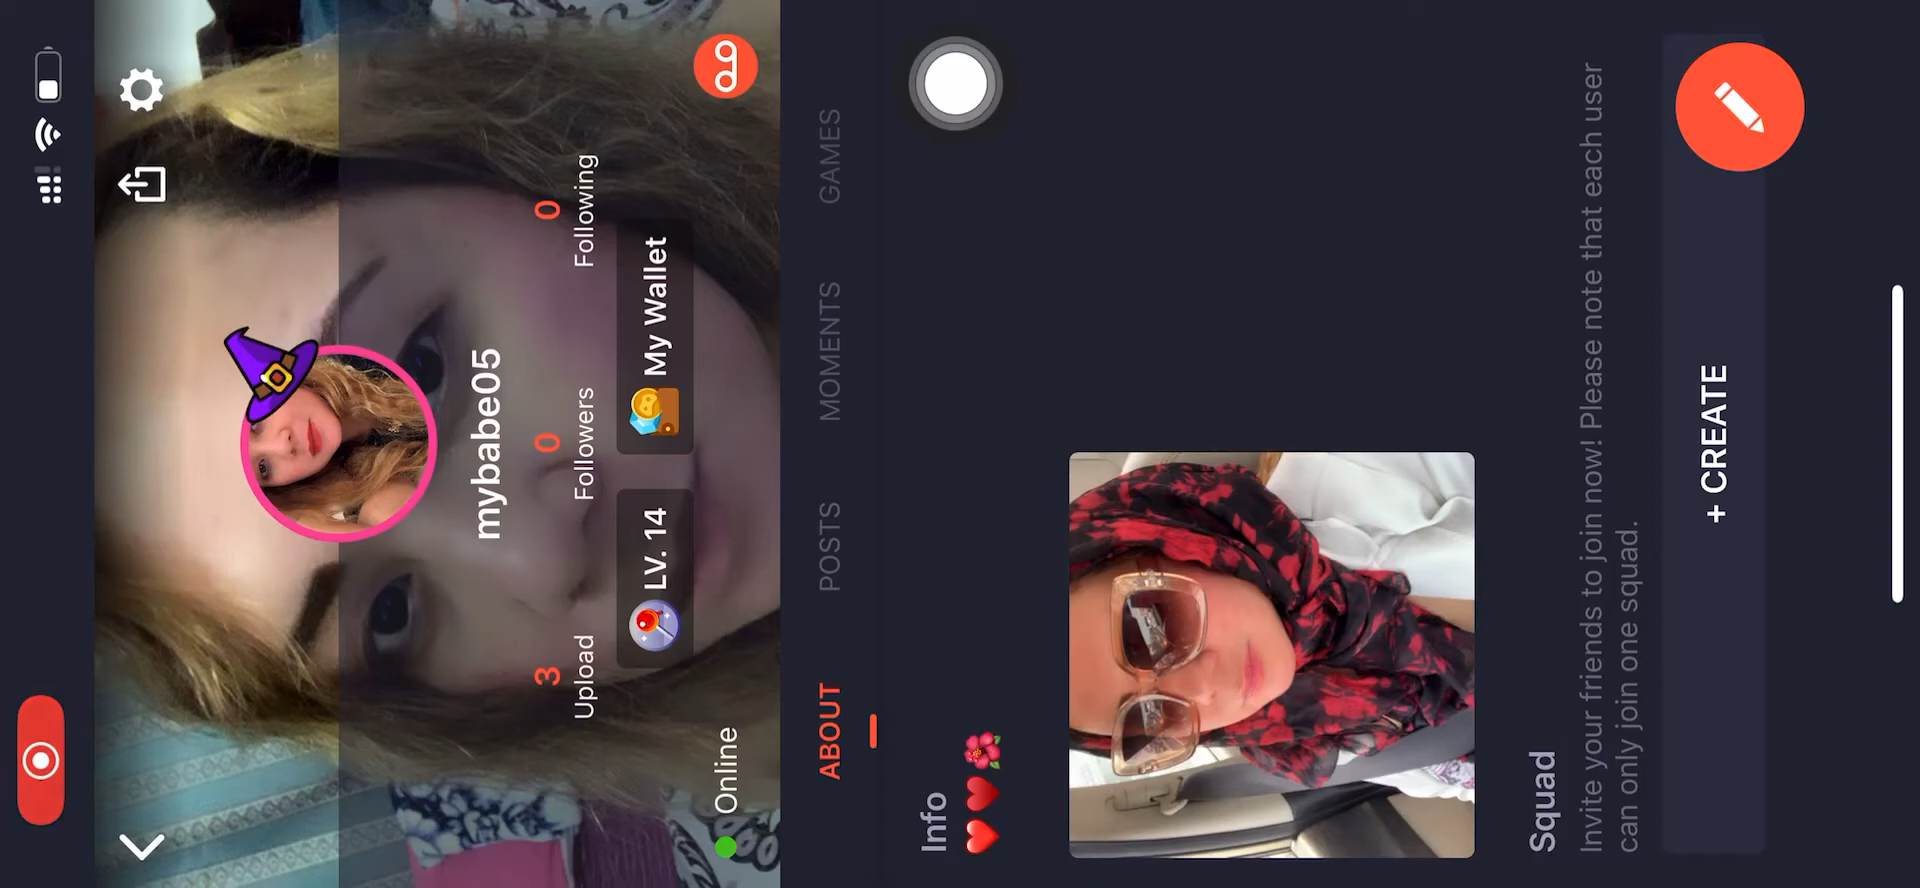 mybabe05
3
0
0
Upload
Followers
Following
LV. 14
My Wallet
Online
ABOUT
POSTS
MOMENTS
GAMES
Info
Squad
Invite your friends to join now! Please note that each user
can only join one squad.
+ CREATE